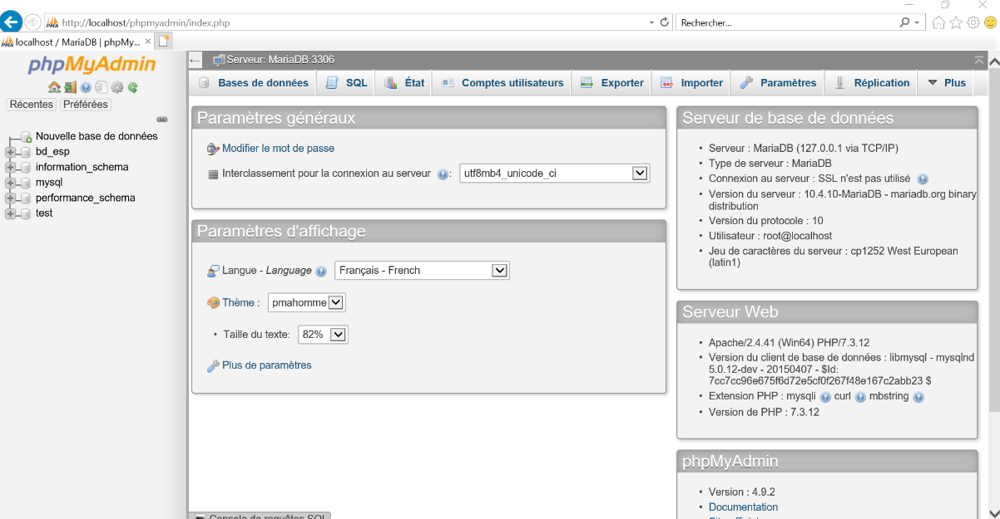 http://localhost/phpmyadmin/index.php
Rechercher...
localhost / MariaDB | phpMy...
phpMyAdmin
Récentes Préférées
Nouvelle base de données
bd_esp
information_schema
mysql
performance_schema
test
Serveur: MariaDB:3306
Bases de données SQL État Comptes utilisateurs Exporter Importer Paramètres Réplication Plus
Paramètres généraux
Modifier le mot de passe
Interclassement pour la connexion au serveur : utf8mb4_unicode_ci
Paramètres d'affichage
Langue - Language Français - French
Thème : pmahomme
• Taille du texte: 82%
Plus de paramètres
Serveur de base de données
• Serveur : MariaDB (127.0.0.1 via TCP/IP)
• Type de serveur : MariaDB
• Connexion au serveur : SSL n'est pas utilisé
• Version du serveur : 10.4.10-MariaDB - mariadb.org binary
distribution
• Version du protocole : 10
• Utilisateur : root@localhost
• Jeu de caractères du serveur : cp1252 West European
(latin1)
Serveur Web
• Apache/2.4.41 (Win64) PHP/7.3.12
• Version du client de base de données : libmysql - mysqlnd
5.0.12-dev - 20150407 - $Id:
7cc7cc96e675f6d72e5cf0f267f48e167c2abb23 $
• Extension PHP : mysqli curl mbstring
• Version de PHP : 7.3.12
phpMyAdmin
• Version : 4.9.2
• Documentation
Console de requêtes SQL